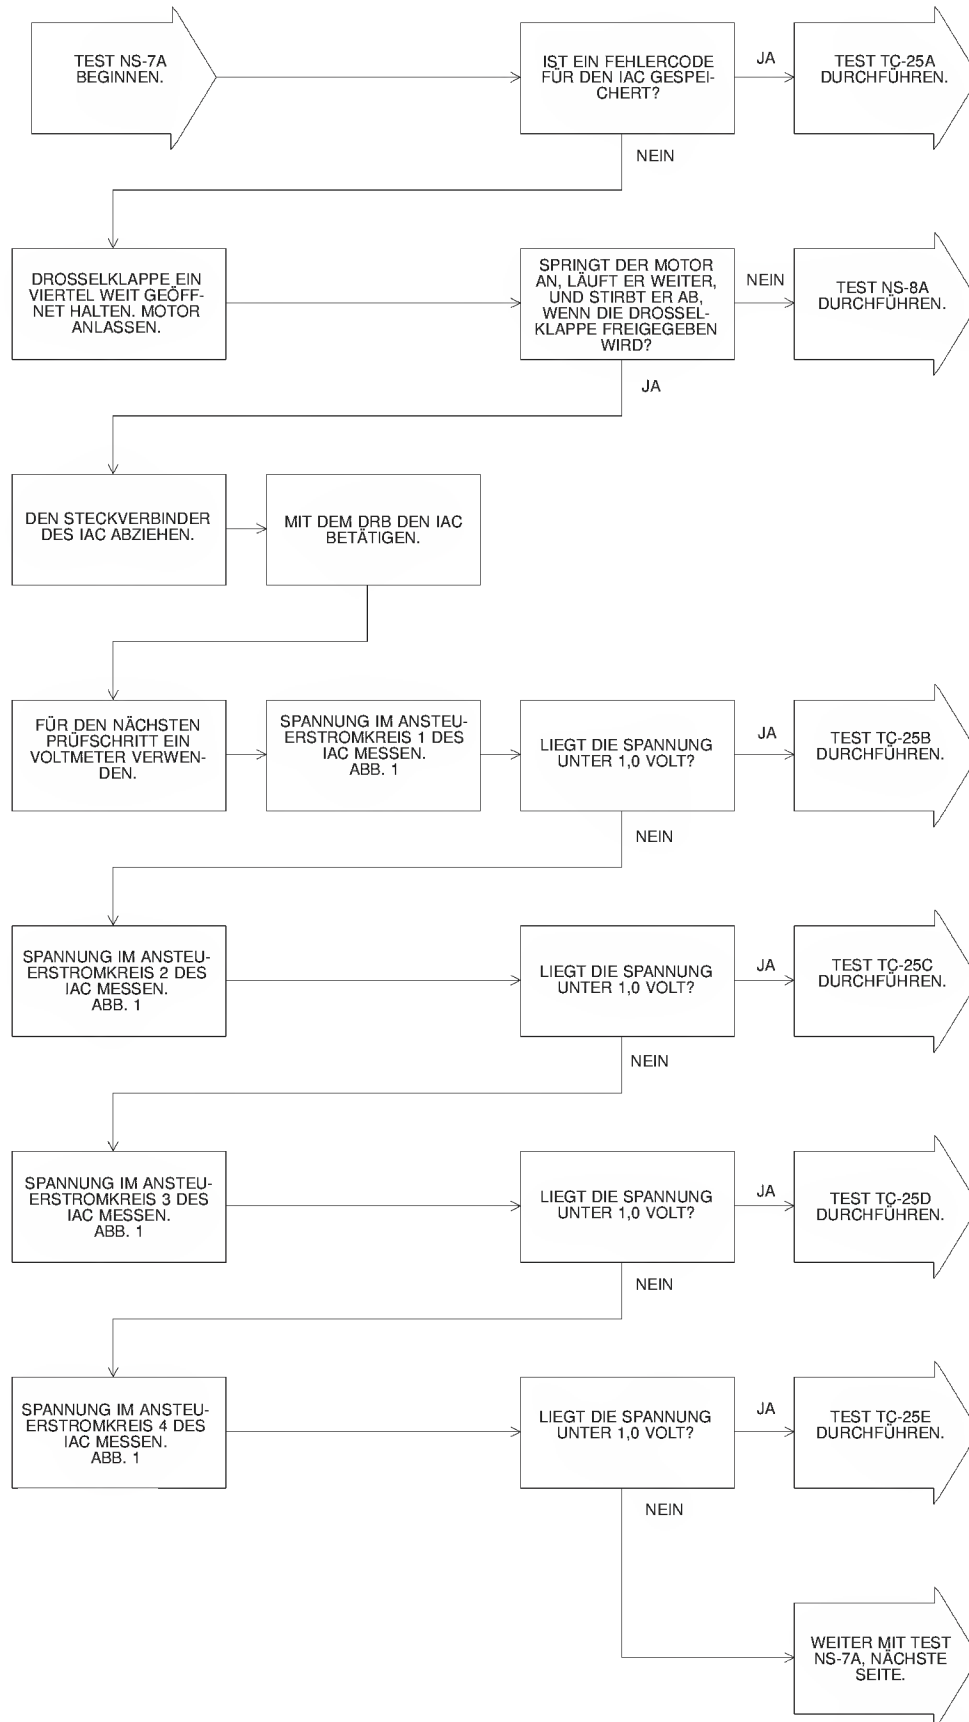 TEST NS-7A
BEGINNEN.
IST EIN FEHLERCODE
FÜR DEN IAC GESPEI-
CHERT?
JA
TEST TC-25A
DURCHFÜHREN.
NEIN
DROSSELKLAPPE EIN
VIERTEL WEIT GEÖFF-
NET HALTEN. MOTOR
ANLASSEN.
SPRINGT DER MOTOR
AN, LÄUFT ER WEITER,
UND STIRBT ER AB,
WENN DIE DROSSEL-
KLAPPE FREIGEGEBEN
WIRD?
NEIN
TEST NS-8A
DURCHFÜHREN.
JA
DEN STECKVERBINDER
DES IAC ABZIEHEN.
MIT DEM DRB DEN IAC
BETÄTIGEN.
FÜR DEN NÄCHSTEN
PRÜFSCHRITT EIN
VOLTMETER VERWEN-
DEN.
SPANNUNG IM ANSTEU-
ERSTROMKREIS 1 DES
IAC MESSEN.
ABB. 1
LIEGT DIE SPANNUNG
UNTER 1,0 VOLT?
JA
TEST TC-25B
DURCHFÜHREN.
NEIN
SPANNUNG IM ANSTEU-
ERSTROMKREIS 2 DES
IAC MESSEN.
ABB. 1
LIEGT DIE SPANNUNG
UNTER 1,0 VOLT?
JA
TEST TC-25C
DURCHFÜHREN.
NEIN
SPANNUNG IM ANSTEU-
ERSTROMKREIS 3 DES
IAC MESSEN.
ABB. 1
LIEGT DIE SPANNUNG
UNTER 1,0 VOLT?
JA
TEST TC-25D
DURCHFÜHREN.
NEIN
SPANNUNG IM ANSTEU-
ERSTROMKREIS 4 DES
IAC MESSEN.
ABB. 1
LIEGT DIE SPANNUNG
UNTER 1,0 VOLT?
JA
TEST TC-25E
DURCHFÜHREN.
NEIN
WEITER MIT TEST
NS-7A, NÄCHSTE
SEITE.